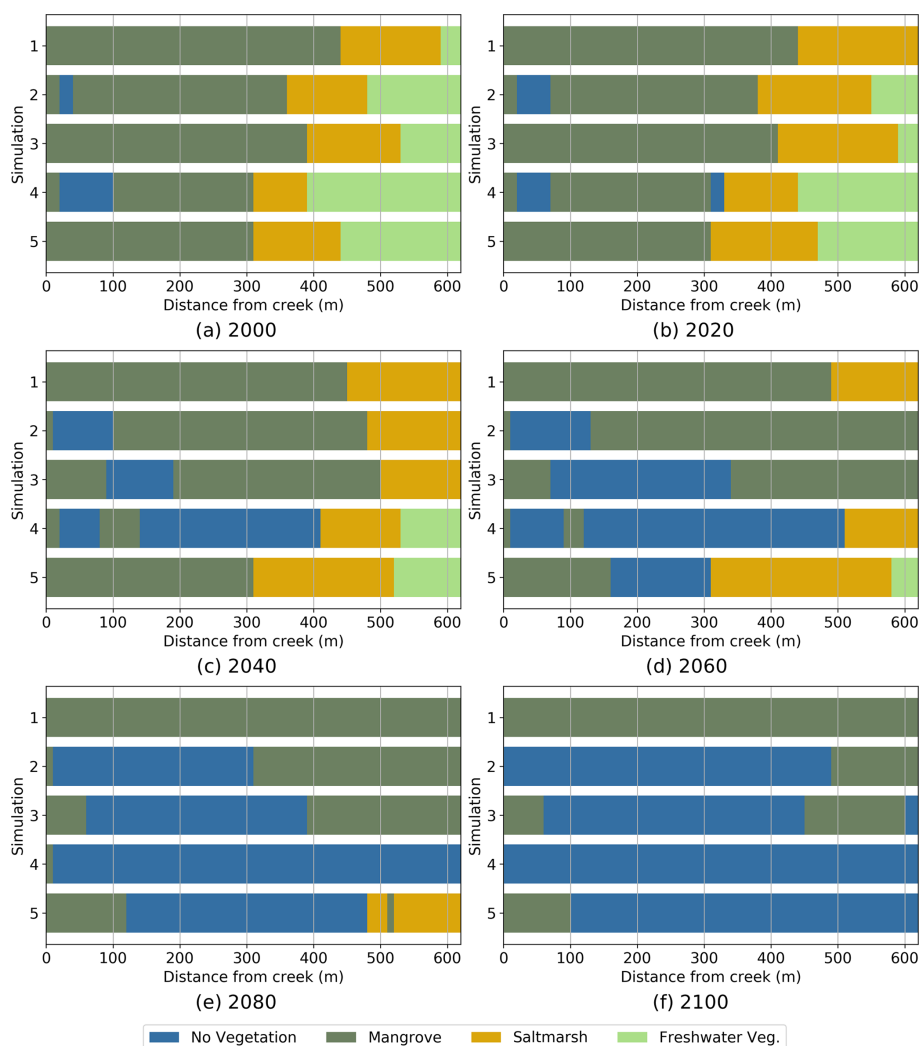 1
2
3
4
5
Simulation
0 100 200 300 400 500 600
Distance from creek (m)
(a) 2000
1
2
3
4
5
Simulation
0 100 200 300 400 500 600
Distance from creek (m)
(b) 2020
1
2
3
4
5
Simulation
0 100 200 300 400 500 600
Distance from creek (m)
(c) 2040
1
2
3
4
5
Simulation
0 100 200 300 400 500 600
Distance from creek (m)
(d) 2060
1
2
3
4
5
Simulation
0 100 200 300 400 500 600
Distance from creek (m)
(e) 2080
1
2
3
4
5
Simulation
0 100 200 300 400 500 600
Distance from creek (m)
(f) 2100
No Vegetation Mangrove Saltmarsh Freshwater Veg.